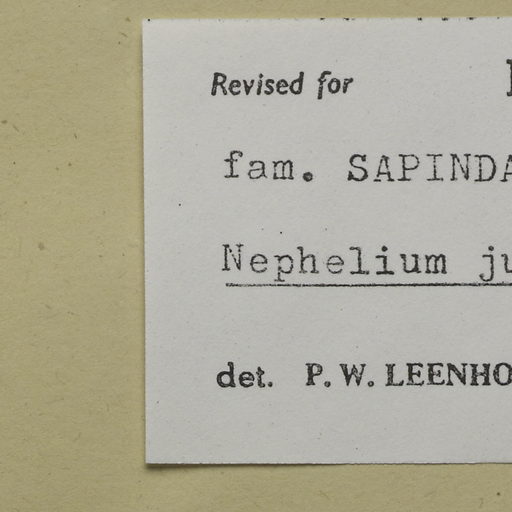 Revised for
fam. SAPINDA
Nephelium ju
det. P. W. LEENHO